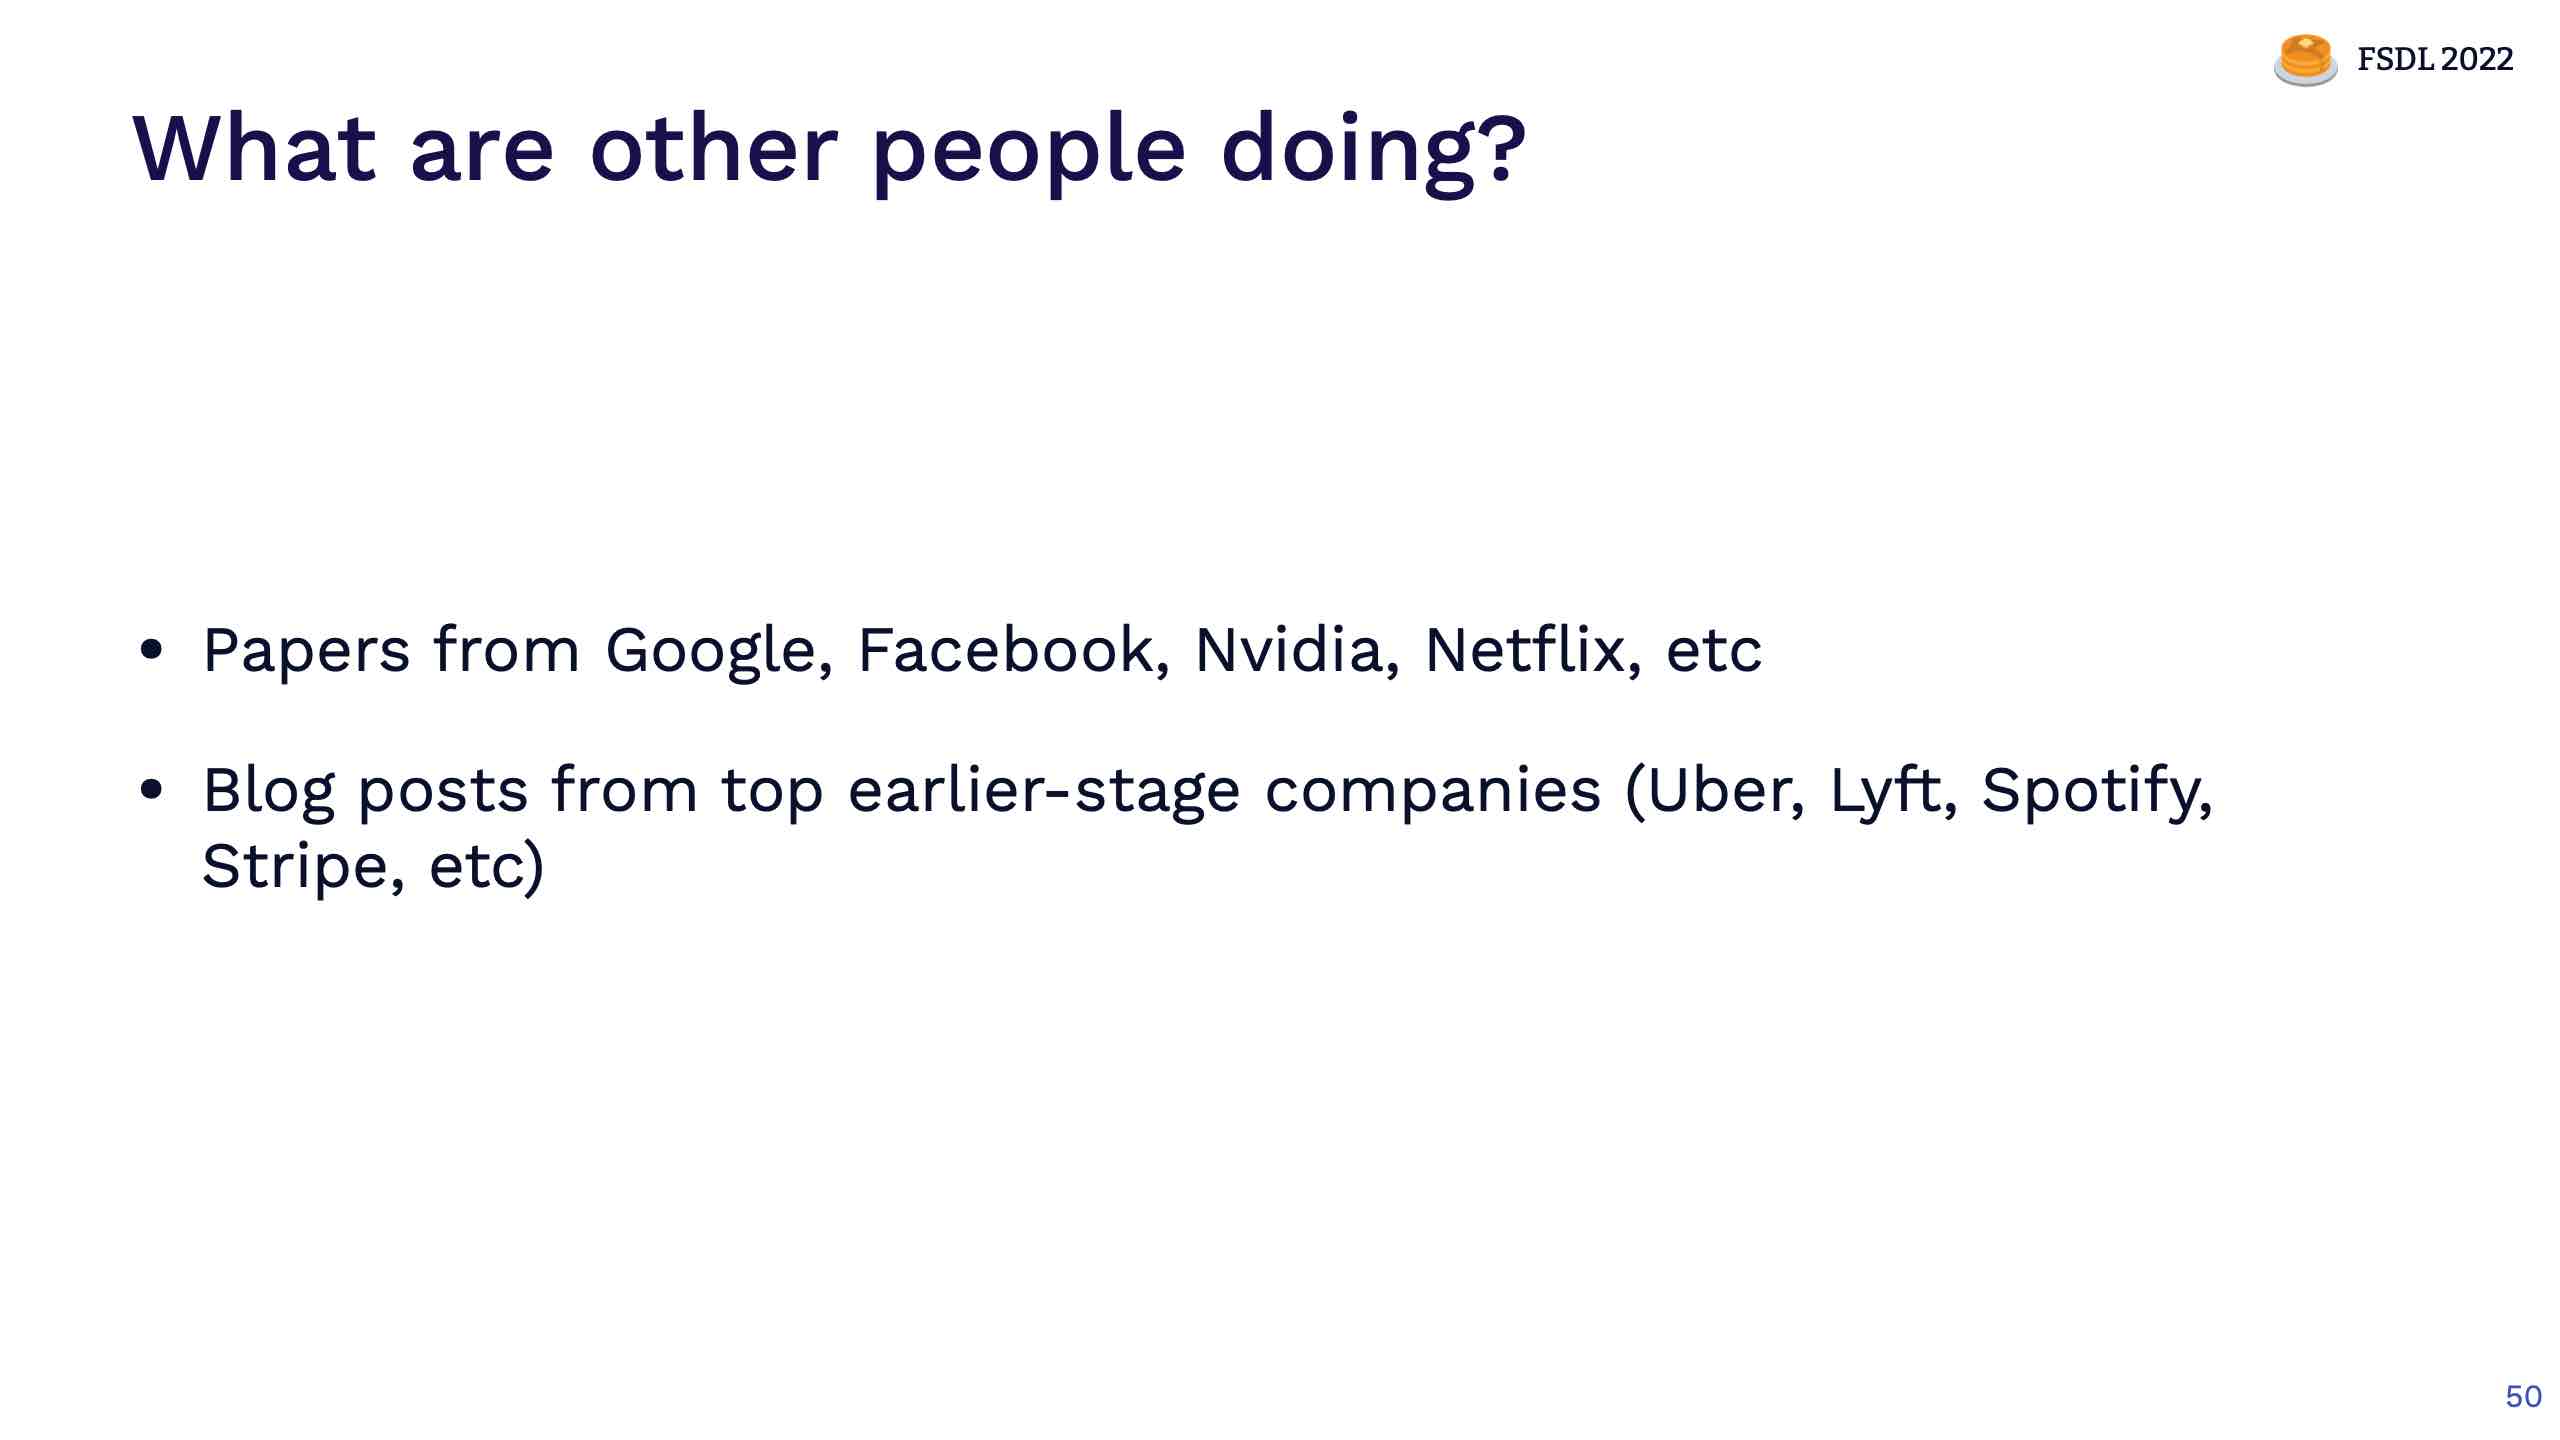 FSDL 2022
What are other people doing?
• Papers from Google, Facebook, Nvidia, Netflix, etc
• Blog posts from top earlier-stage companies (Uber, Lyft, Spotify,
Stripe, etc)
50